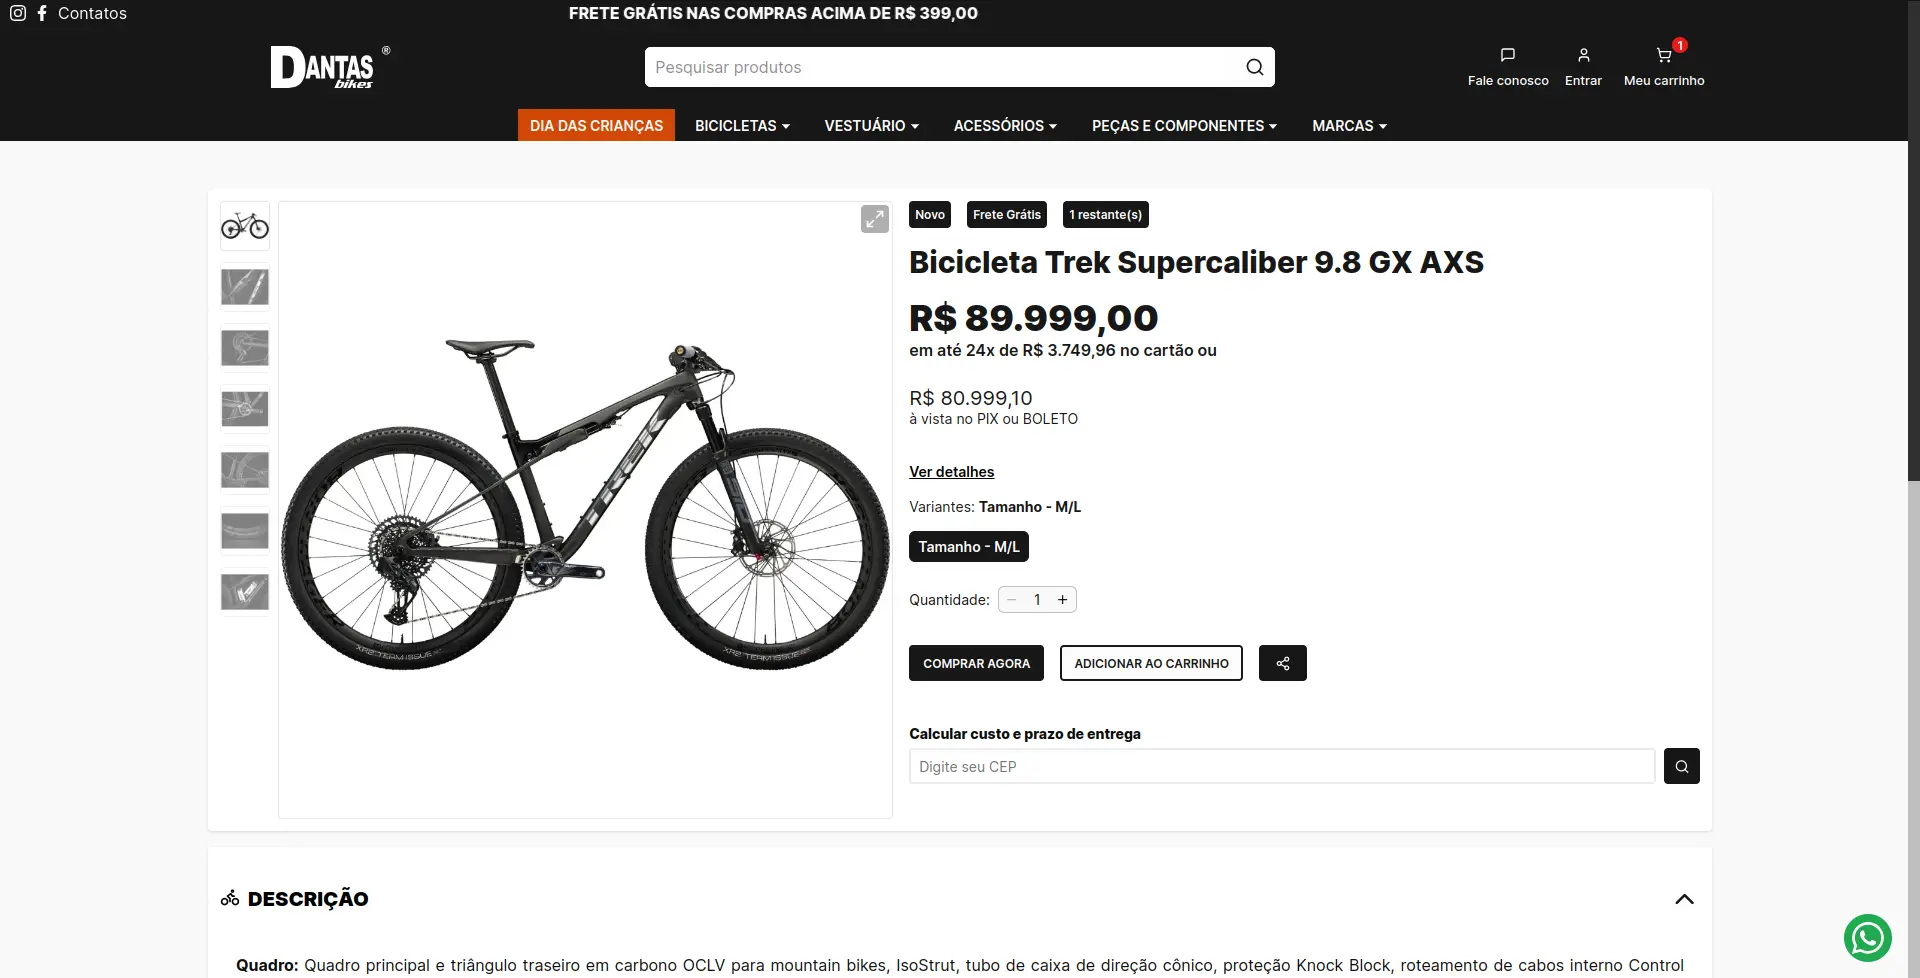 Contatos
FRETE GRÁTIS NAS COMPRAS ACIMA DE R$ 399,00
DANTAS ®
bikes
Pesquisar produtos
Fale conosco
Entrar
1
Meu carrinho
DIA DAS CRIANÇAS
BICICLETAS
VESTUÁRIO
ACESSÓRIOS
PEÇAS E COMPONENTES
MARCAS
Novo
Frete Grátis
1 restante(s)
Bicicleta Trek Supercaliber 9.8 GX AXS
R$ 89.999,00
em até 24x de R$ 3.749,96 no cartão ou
R$ 80.999,10
à vista no PIX ou BOLETO
Ver detalhes
Variantes: Tamanho - M/L
Tamanho - M/L
Quantidade: − 1 +
COMPRAR AGORA
ADICIONAR AO CARRINHO
Calcular custo e prazo de entrega
Digite seu CEP
TREK
XR2 TEAM ISSUE
XR2 TEAM ISSUE
DESCRIÇÃO
Quadro: Quadro principal e triângulo traseiro em carbono OCLV para mountain bikes, IsoStrut, tubo de caixa de direção cônico, proteção Knock Block, roteamento de cabos interno Control